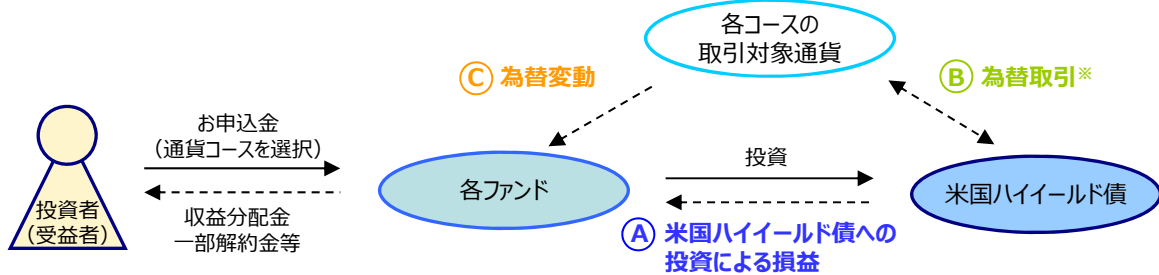 各コースの
取引対象通貨
Ⓒ 為替変動
Ⓑ 為替取引※
お申込金
（通貨コースを選択）
投資
各ファンド
米国ハイイールド債
投資者
（受益者）
収益分配金
一部解約金等
Ⓐ 米国ハイイールド債への
投資による損益